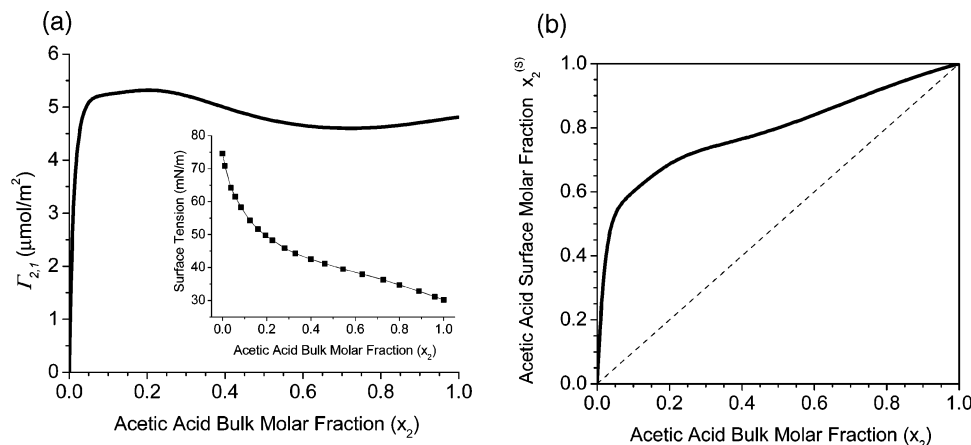 (a)
6
5
4
3
2
1
0
Γ2,1 (μmol/m²)
0.0 0.2 0.4 0.6 0.8 1.0
Acetic Acid Bulk Molar Fraction (x₂)
80
70
60
50
40
30
Surface Tension (mN/m)
0.0 0.2 0.4 0.6 0.8 1.0
Acetic Acid Bulk Molar Fraction (x₂)
(b)
1.0
0.8
0.6
0.4
0.2
0.0
Acetic Acid Surface Molar Fraction x₂⁽ˢ⁾
0.0 0.2 0.4 0.6 0.8 1.0
Acetic Acid Bulk Molar Fraction (x₂)